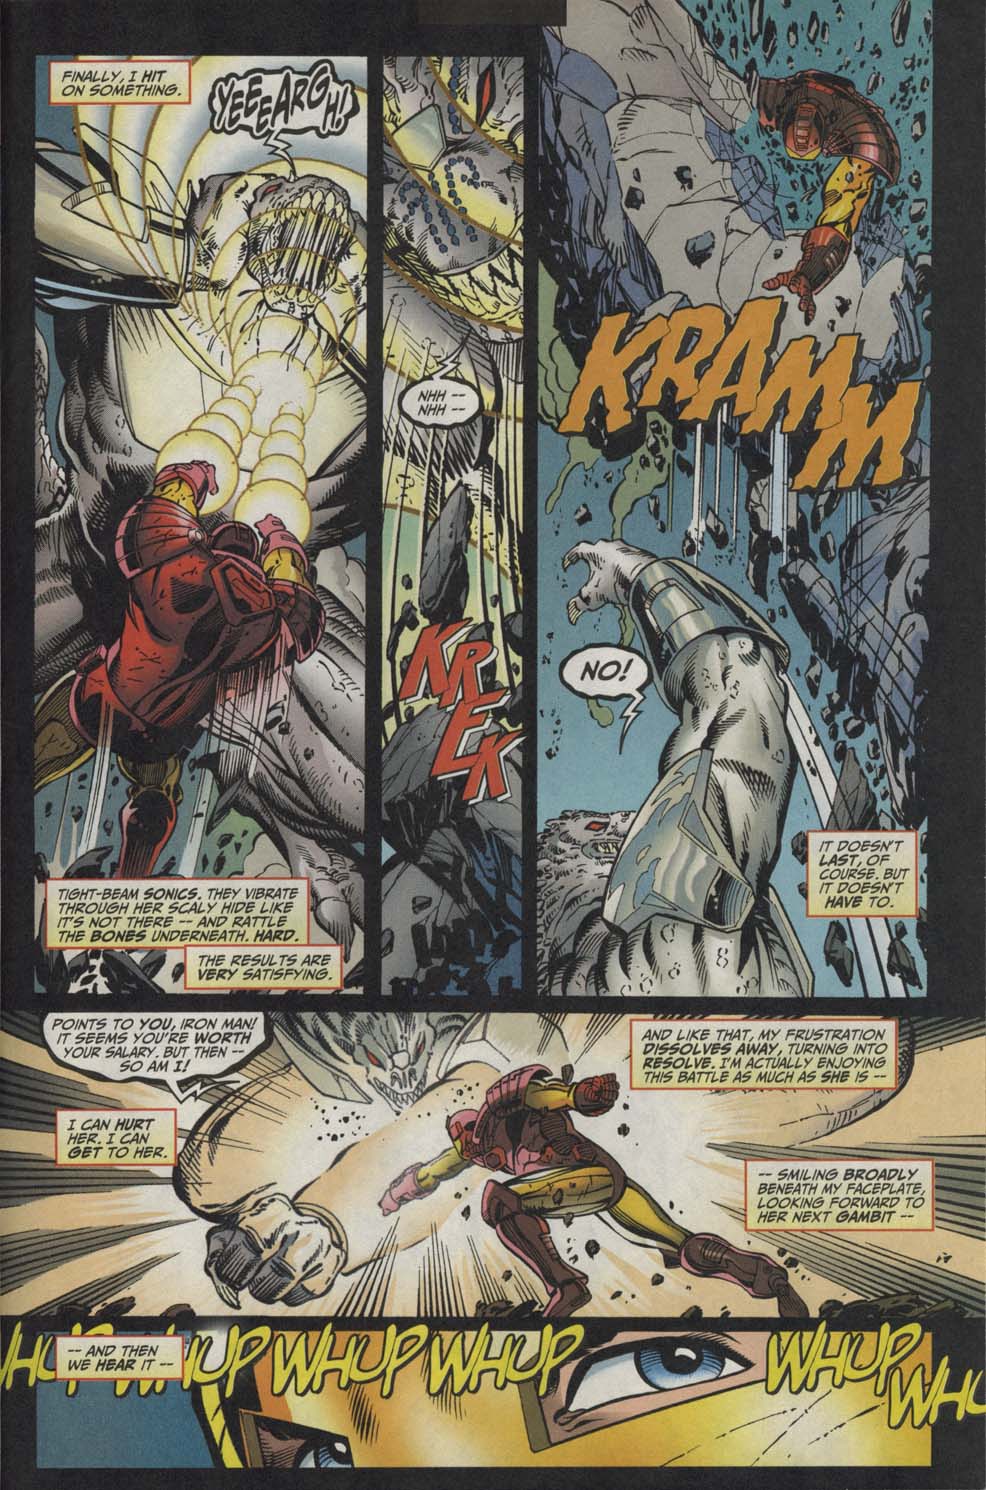 FINALLY, I HIT
ON SOMETHING.
YEEEARGH!
TIGHT-BEAM SONICS. THEY VIBRATE
THROUGH HER SCALY HIDE LIKE
IT'S NOT THERE -- AND RATTLE
THE BONES UNDERNEATH. HARD.
THE RESULTS ARE
VERY SATISFYING.
NHH --
NHH --
KREK
KRAMMM
NO!
IT DOESN'T
LAST, OF
COURSE. BUT
IT DOESN'T
HAVE TO.
POINTS TO YOU, IRON MAN!
IT SEEMS YOU'RE WORTH
YOUR SALARY. BUT THEN --
SO AM I!
I CAN HURT
HER. I CAN
GET TO HER.
AND LIKE THAT, MY FRUSTRATION
DISSOLVES AWAY, TURNING INTO
RESOLVE. I'M ACTUALLY ENJOYING
THIS BATTLE AS MUCH AS SHE IS --
-- SMILING BROADLY
BENEATH MY FACEPLATE,
LOOKING FORWARD TO
HER NEXT GAMBIT --
-- AND THEN
WE HEAR IT --
WHUP WHUP WHUP WHUP WHUP WHU